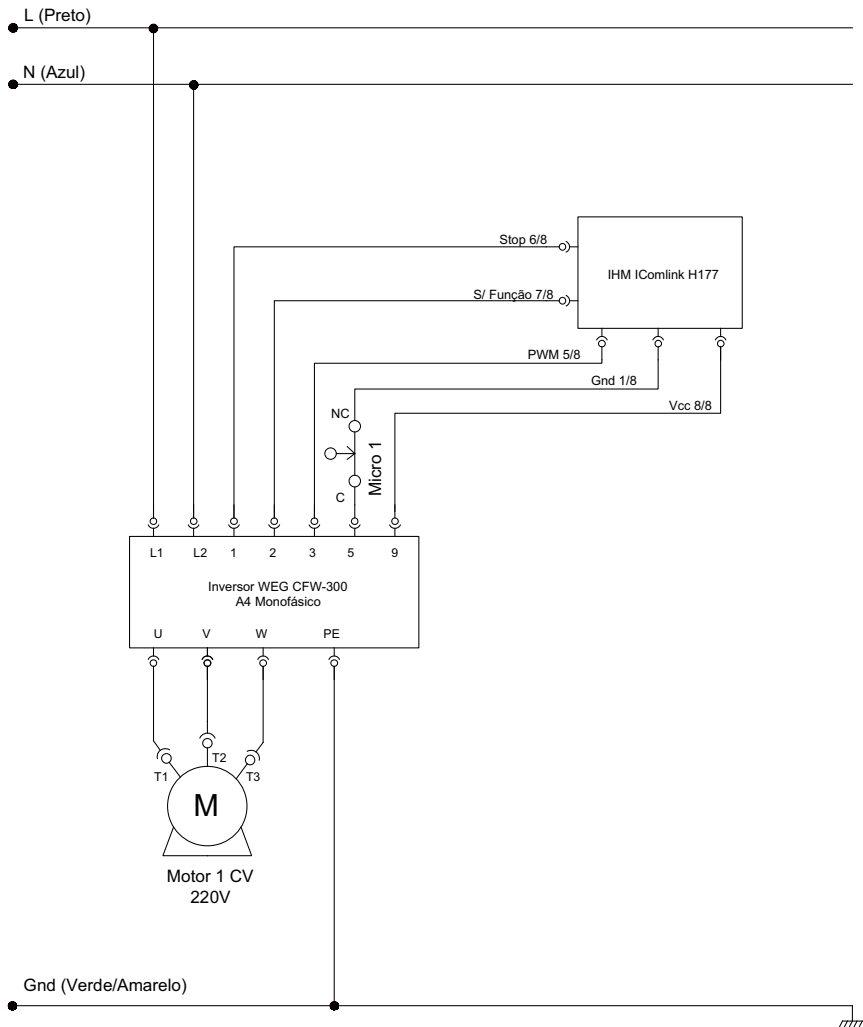 L (Preto)
N (Azul)
Stop 6/8
IHM IComlink H177
S/ Função 7/8
PWM 5/8
Gnd 1/8
Vcc 8/8
NC
Micro 1
C
L1 L2 1 2 3 5 9
Inversor WEG CFW-300
A4 Monofásico
U V W PE
T1 T2 T3
M
Motor 1 CV
220V
Gnd (Verde/Amarelo)